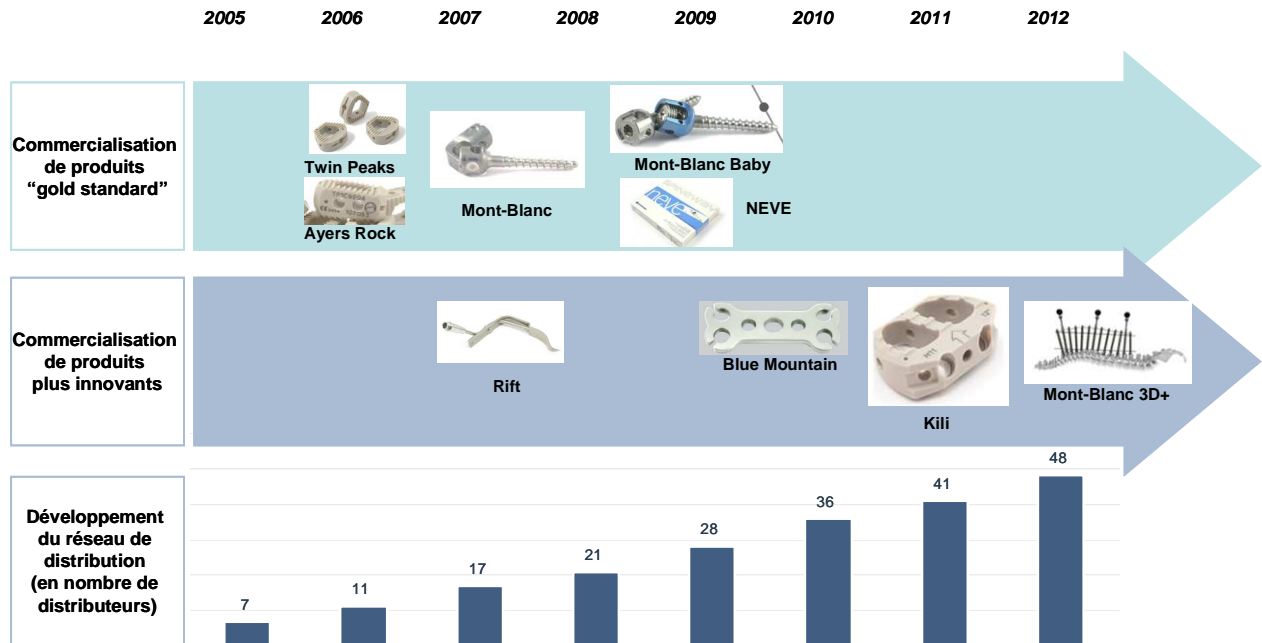 2005 2006 2007 2008 2009 2010 2011 2012
Commercialisation
de produits
“gold standard”
Twin Peaks
Ayers Rock
Mont-Blanc
Mont-Blanc Baby
neve
NEVE
Commercialisation
de produits
plus innovants
Rift
Blue Mountain
Kili
Mont-Blanc 3D+
Développement
du réseau de
distribution
(en nombre de
distributeurs)
7
11
17
21
28
36
41
48